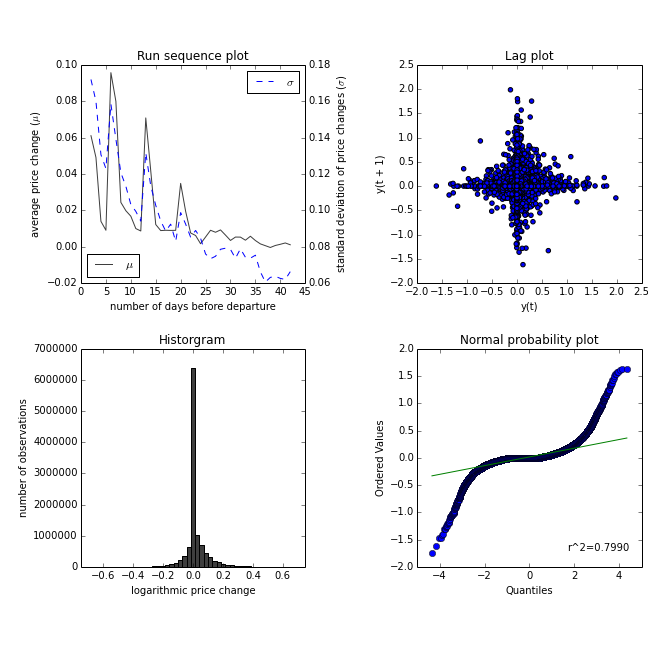 Run sequence plot
0.10
0.08
0.06
0.04
0.02
0.00
−0.02
0.18
0.16
0.14
0.12
0.10
0.08
0.06
σ
μ
0 5 10 15 20 25 30 35 40 45
number of days before departure
average price change (μ)
standard deviation of price changes (σ)
Lag plot
2.5
2.0
1.5
1.0
0.5
0.0
−0.5
−1.0
−1.5
−2.0
−2.0 −1.5 −1.0 −0.5 0.0 0.5 1.0 1.5 2.0 2.5
y(t)
y(t + 1)
Historgram
7000000
6000000
5000000
4000000
3000000
2000000
1000000
0
−0.6 −0.4 −0.2 0.0 0.2 0.4 0.6
logarithmic price change
number of observations
Normal probability plot
2.0
1.5
1.0
0.5
0.0
−0.5
−1.0
−1.5
−2.0
r^2=0.7990
−4 −2 0 2 4
Quantiles
Ordered Values